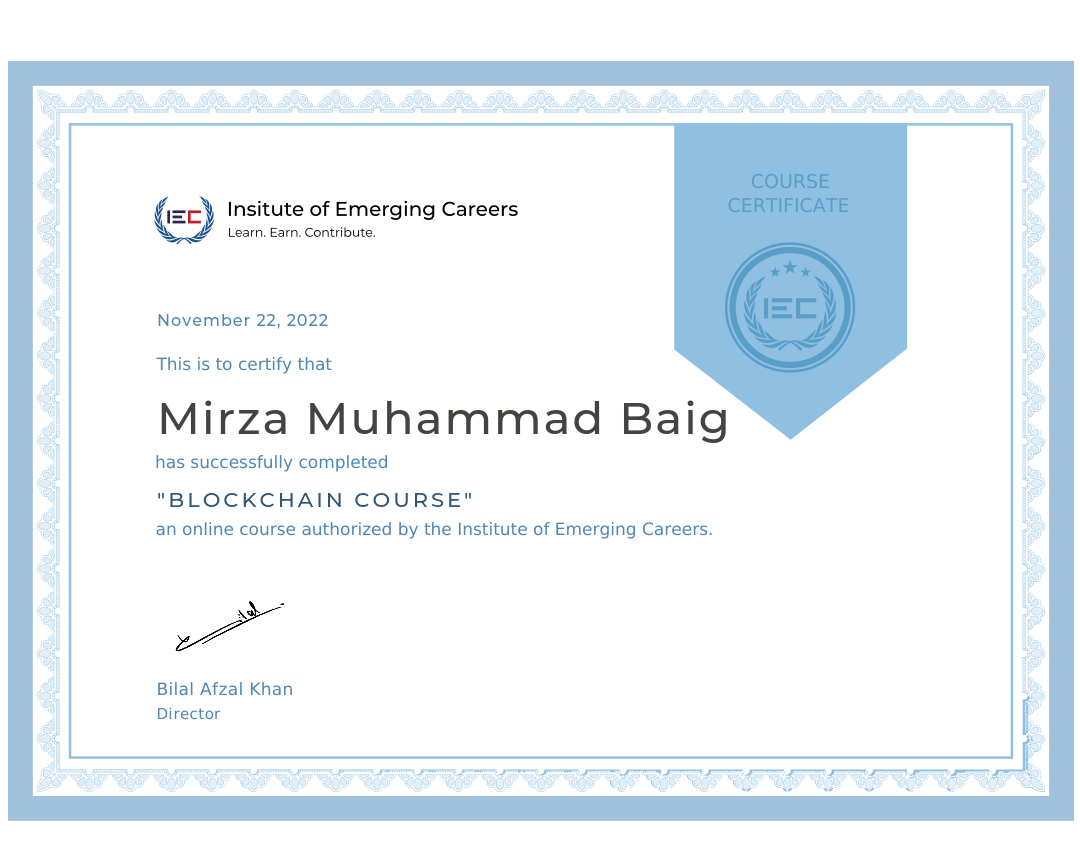 COURSE
CERTIFICATE
IEC
Insitute of Emerging Careers
Learn. Earn. Contribute.
IEC
November 22, 2022
This is to certify that
Mirza Muhammad Baig
has successfully completed
"BLOCKCHAIN COURSE"
an online course authorized by the Institute of Emerging Careers.
Bilal Afzal Khan
Director